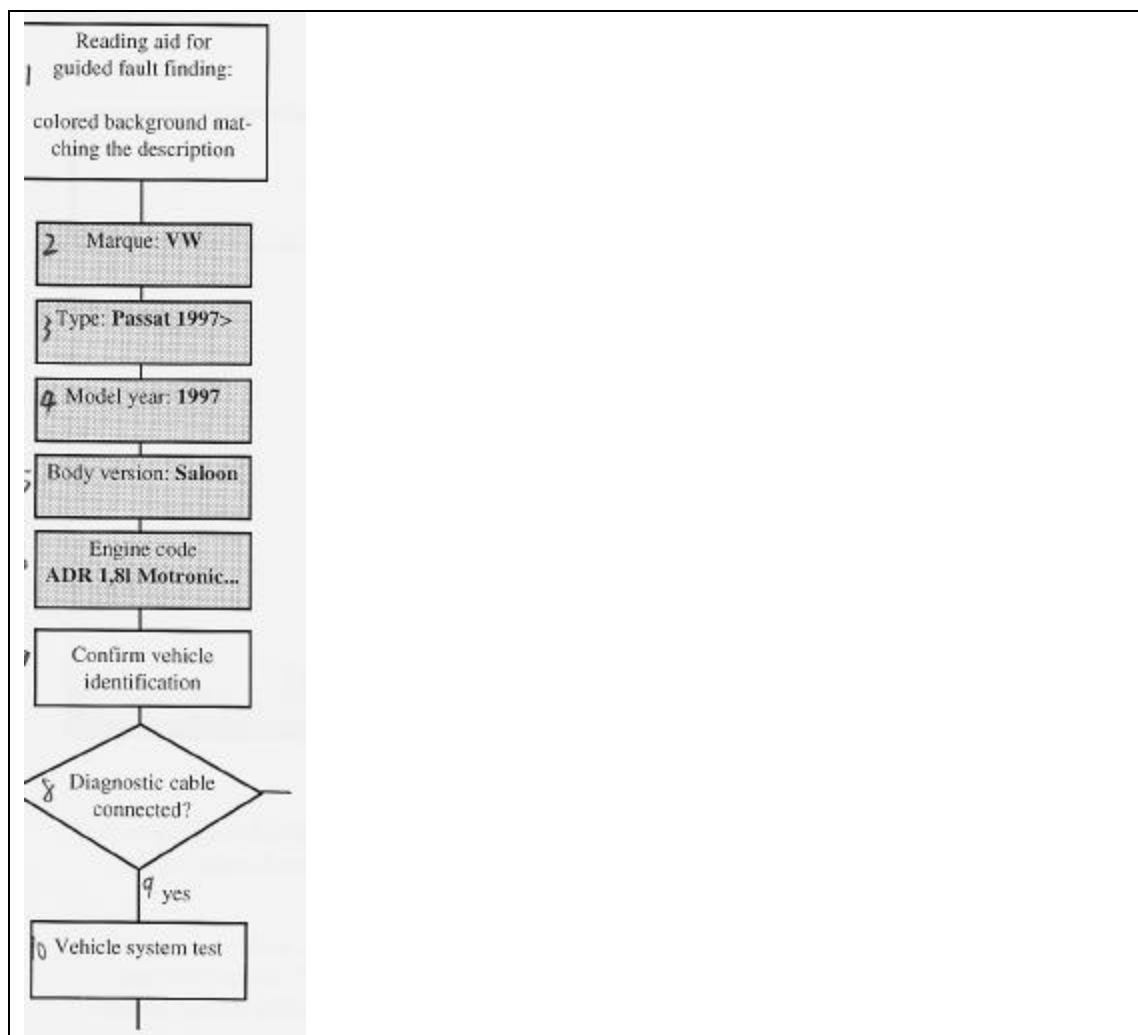 Reading aid for
1 guided fault finding:
colored background mat-
ching the description
2 Marque: VW
3 Type: Passat 1997>
4 Model year: 1997
Body version: Saloon
Engine code
ADR 1,8l Motronic...
Confirm vehicle
identification
8 Diagnostic cable
connected?
9 yes
10 Vehicle system test